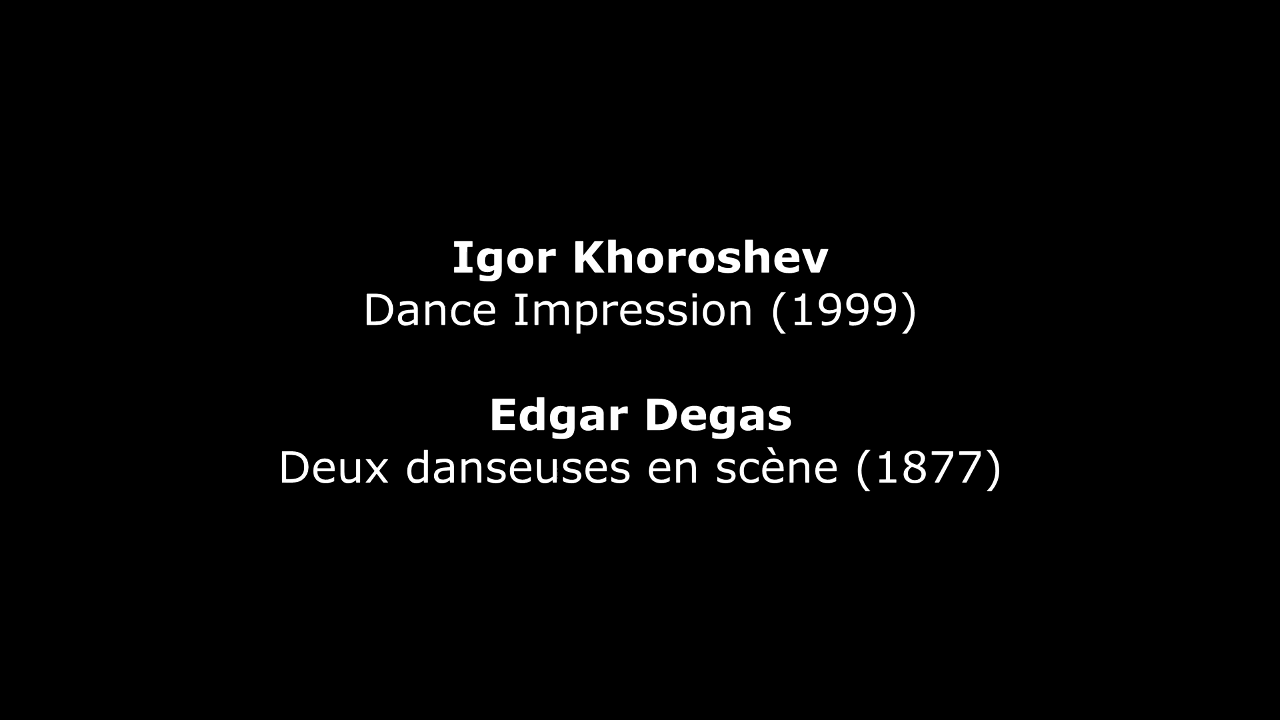 Igor Khoroshev
Dance Impression (1999)
Edgar Degas
Deux danseuses en scène (1877)